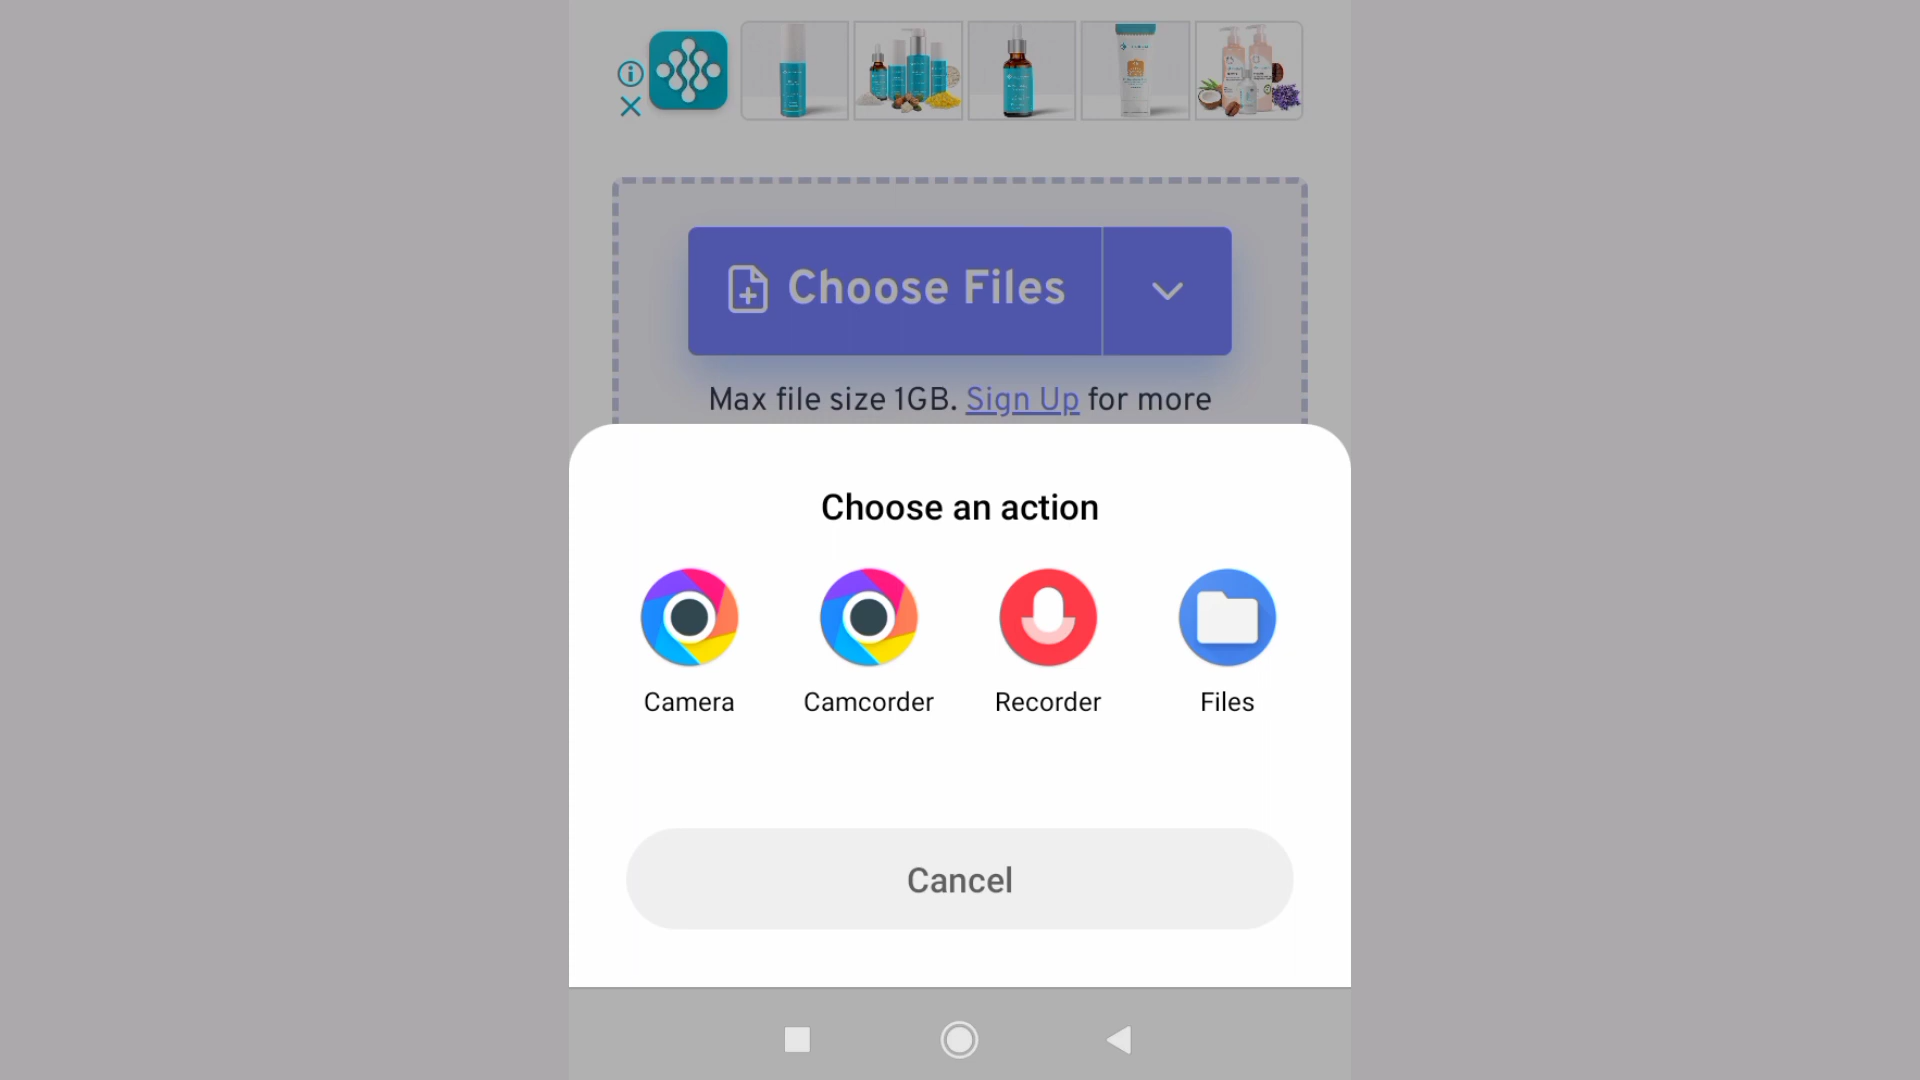 Choose Files
Max file size 1GB. Sign Up for more
Choose an action
Camera
Camcorder
Recorder
Files
Cancel